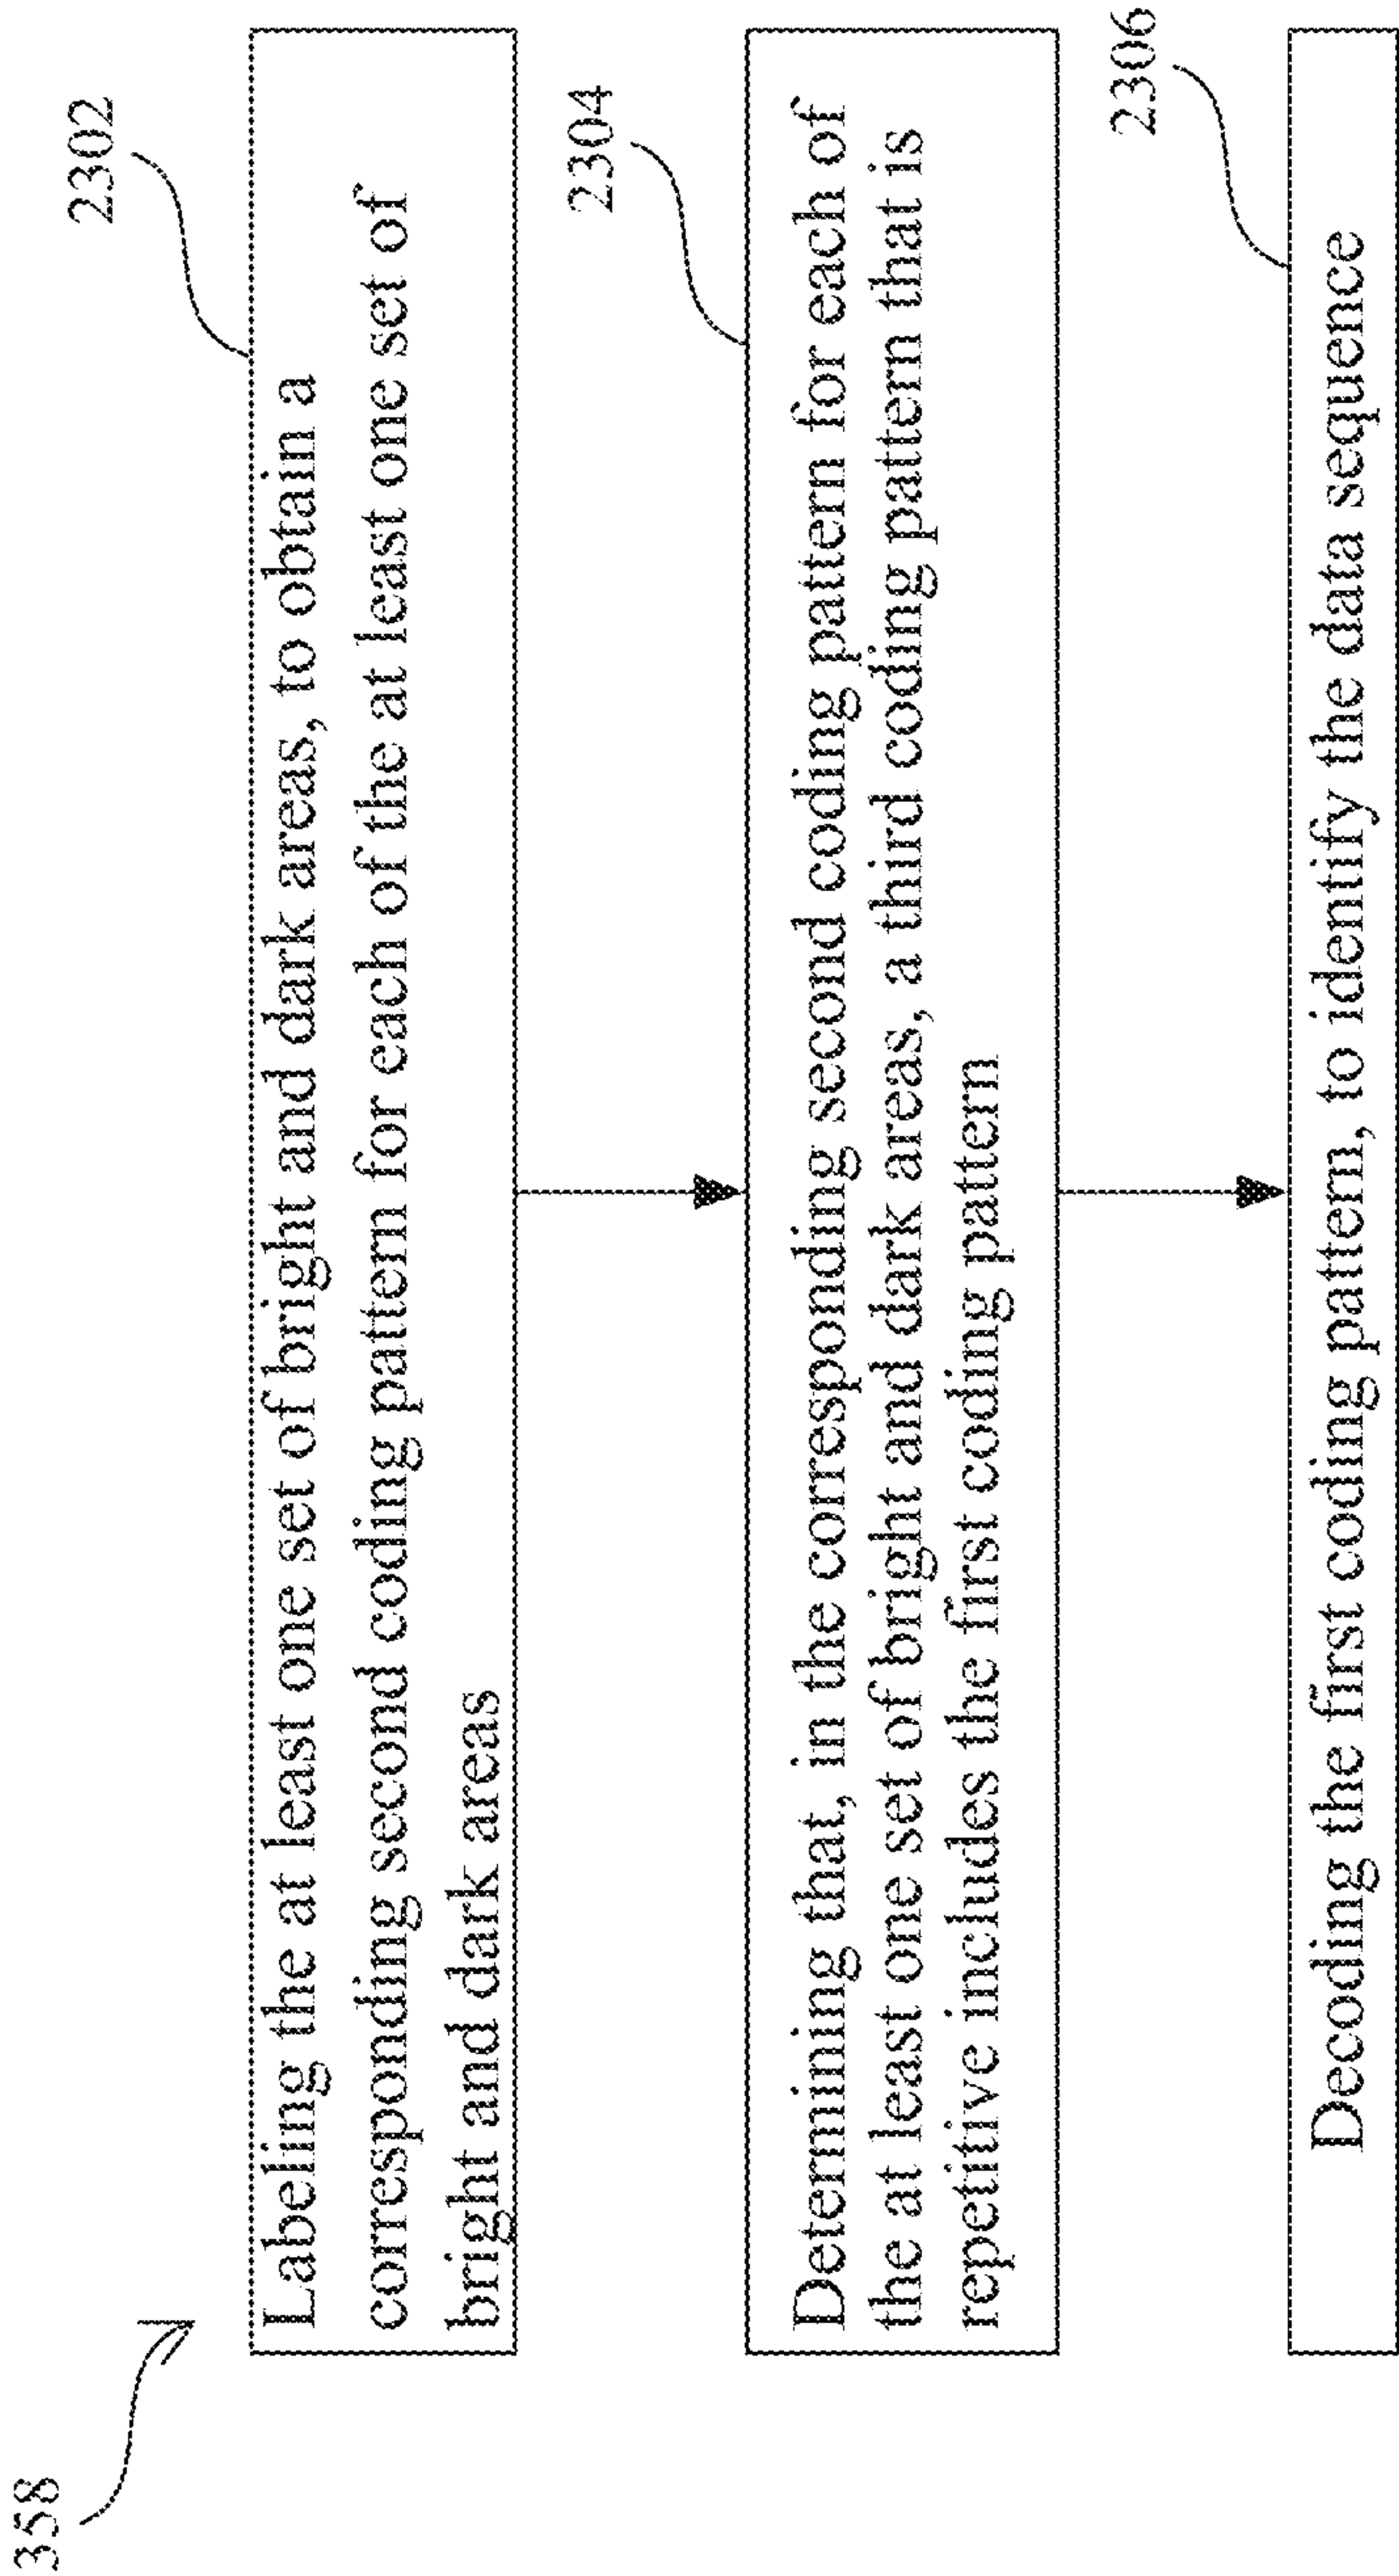 358
2302
Labeling the at least one set of bright and dark areas, to obtain a
corresponding second coding pattern for each of the at least one set of
bright and dark areas
2304
Determining that, in the corresponding second coding pattern for each of
the at least one set of bright and dark areas, a third coding pattern that is
repetitive includes the first coding pattern
2306
Decoding the first coding pattern, to identify the data sequence